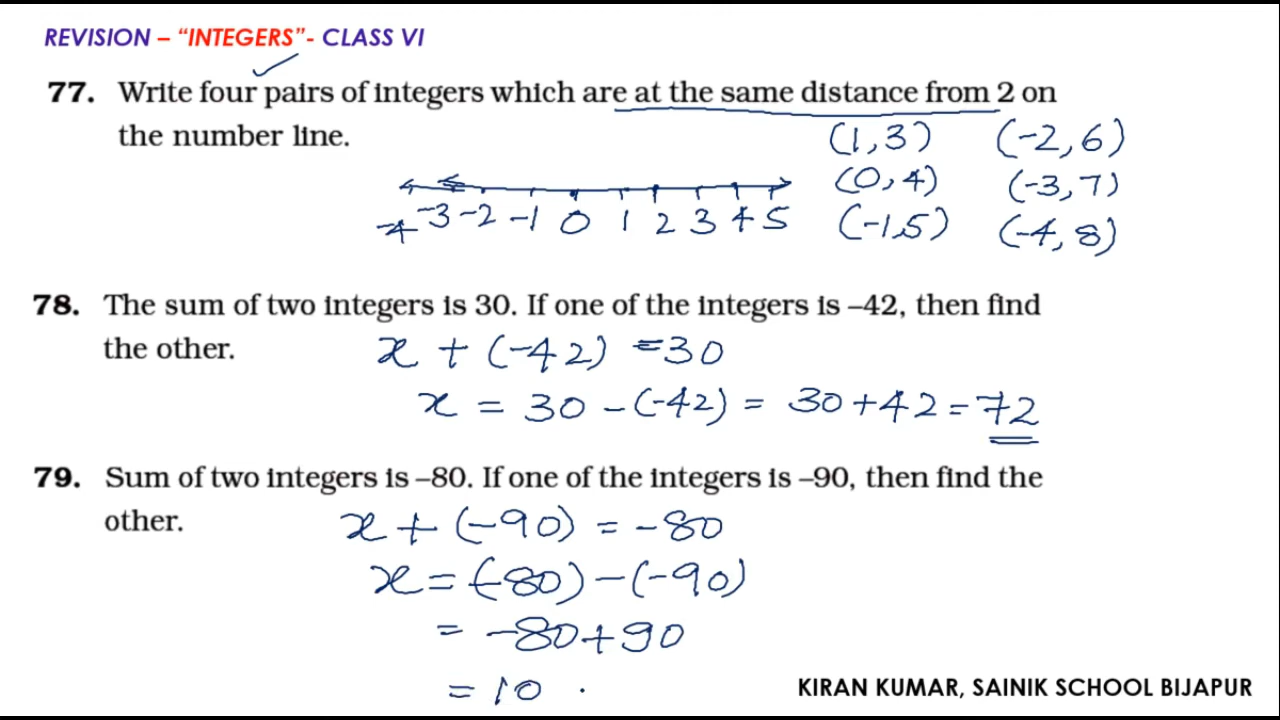 REVISION – “INTEGERS”- CLASS VI
77. Write four pairs of integers which are at the same distance from 2 on
the number line.
(1,3) (-2,6)
(0,4) (-3,7)
-4 -3 -2 -1 0 1 2 3 4 5 (-1,5) (-4,8)
78. The sum of two integers is 30. If one of the integers is –42, then find
the other. x + (-42) = 30
x = 30 - (-42) = 30 + 42 = 72
79. Sum of two integers is –80. If one of the integers is –90, then find the
other. x + (-90) = -80
x = (-80) - (-90)
= -80 + 90
= 10 .
KIRAN KUMAR, SAINIK SCHOOL BIJAPUR